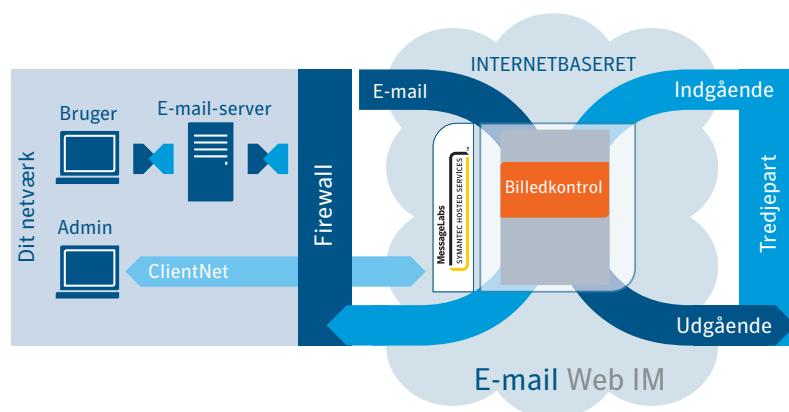 INTERNETBASERET
Dit netværk
Bruger
E-mail-server
Admin
ClientNet
Firewall
E-mail
MessageLabs™
SYMANTEC HOSTED SERVICES
Billedkontrol
Indgående
Tredjepart
Udgående
E-mail Web IM